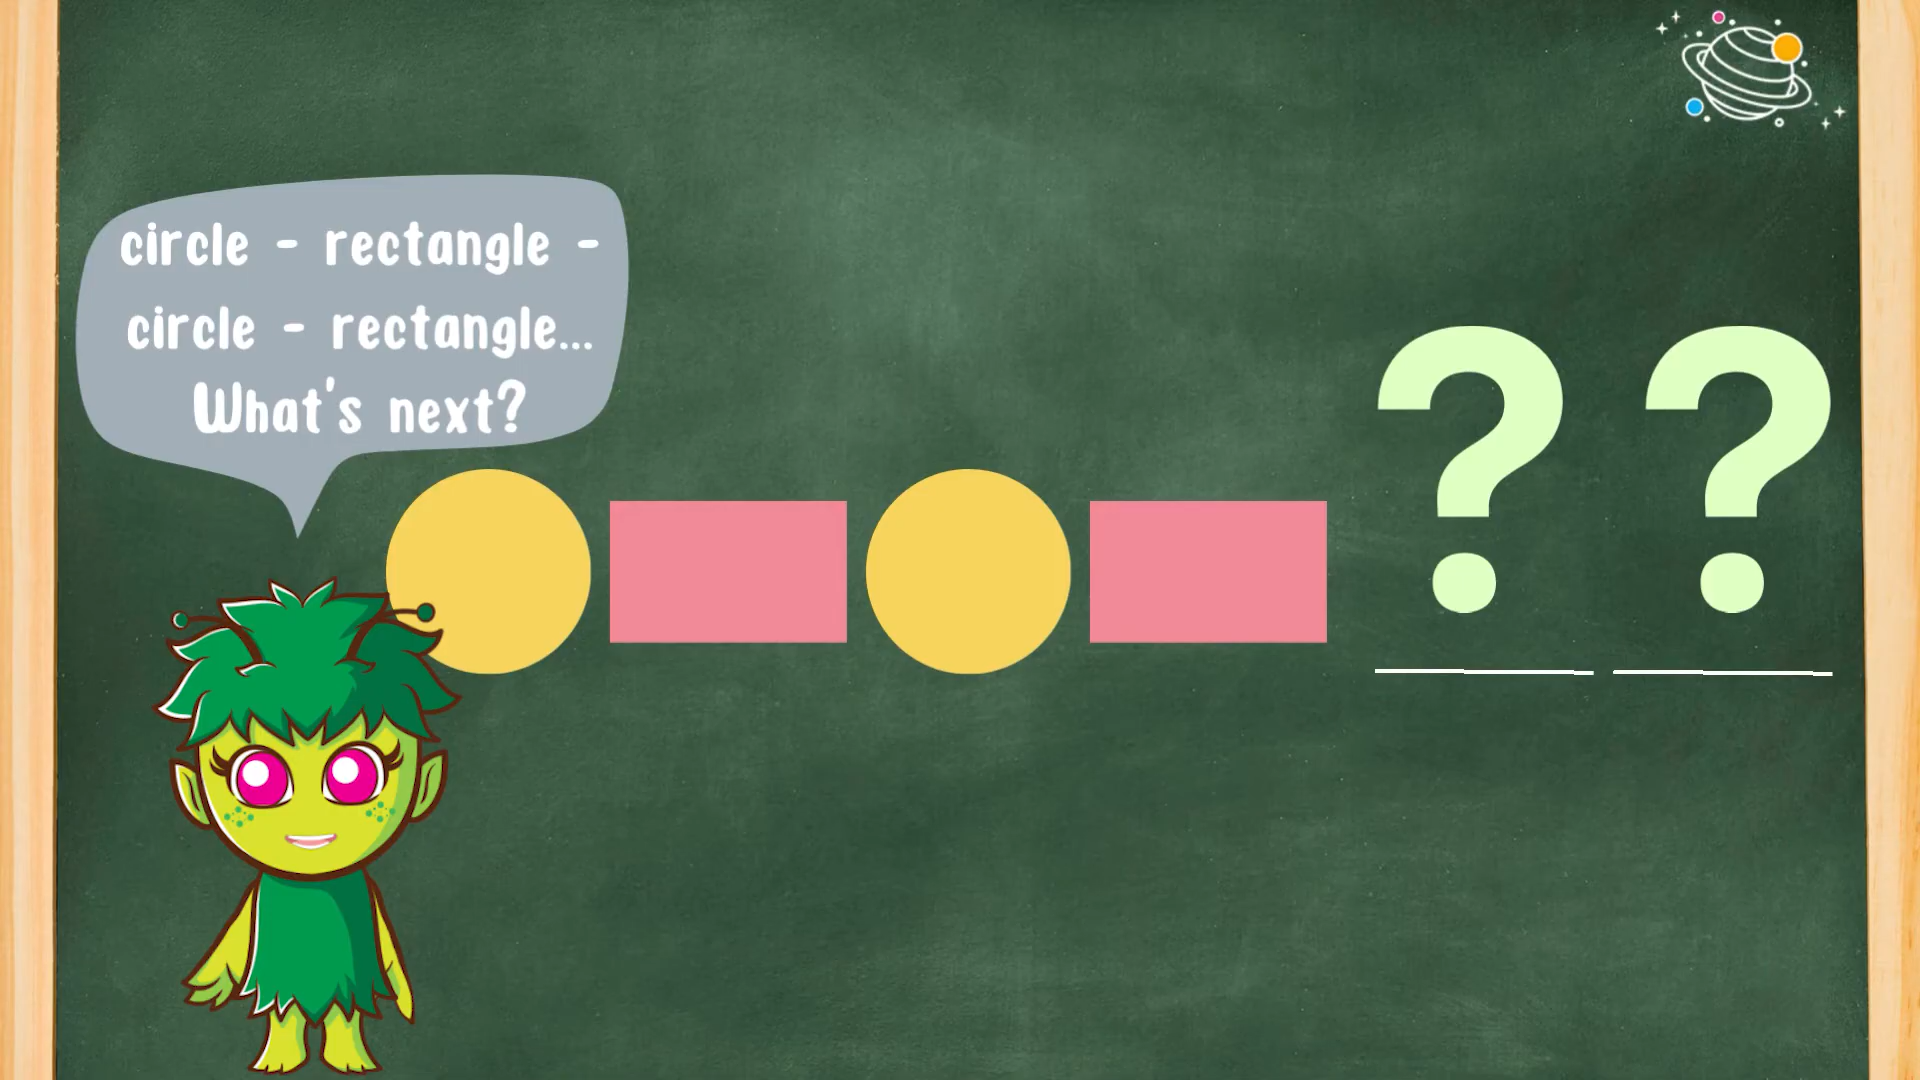 circle - rectangle -
circle - rectangle...
What's next?
? ?